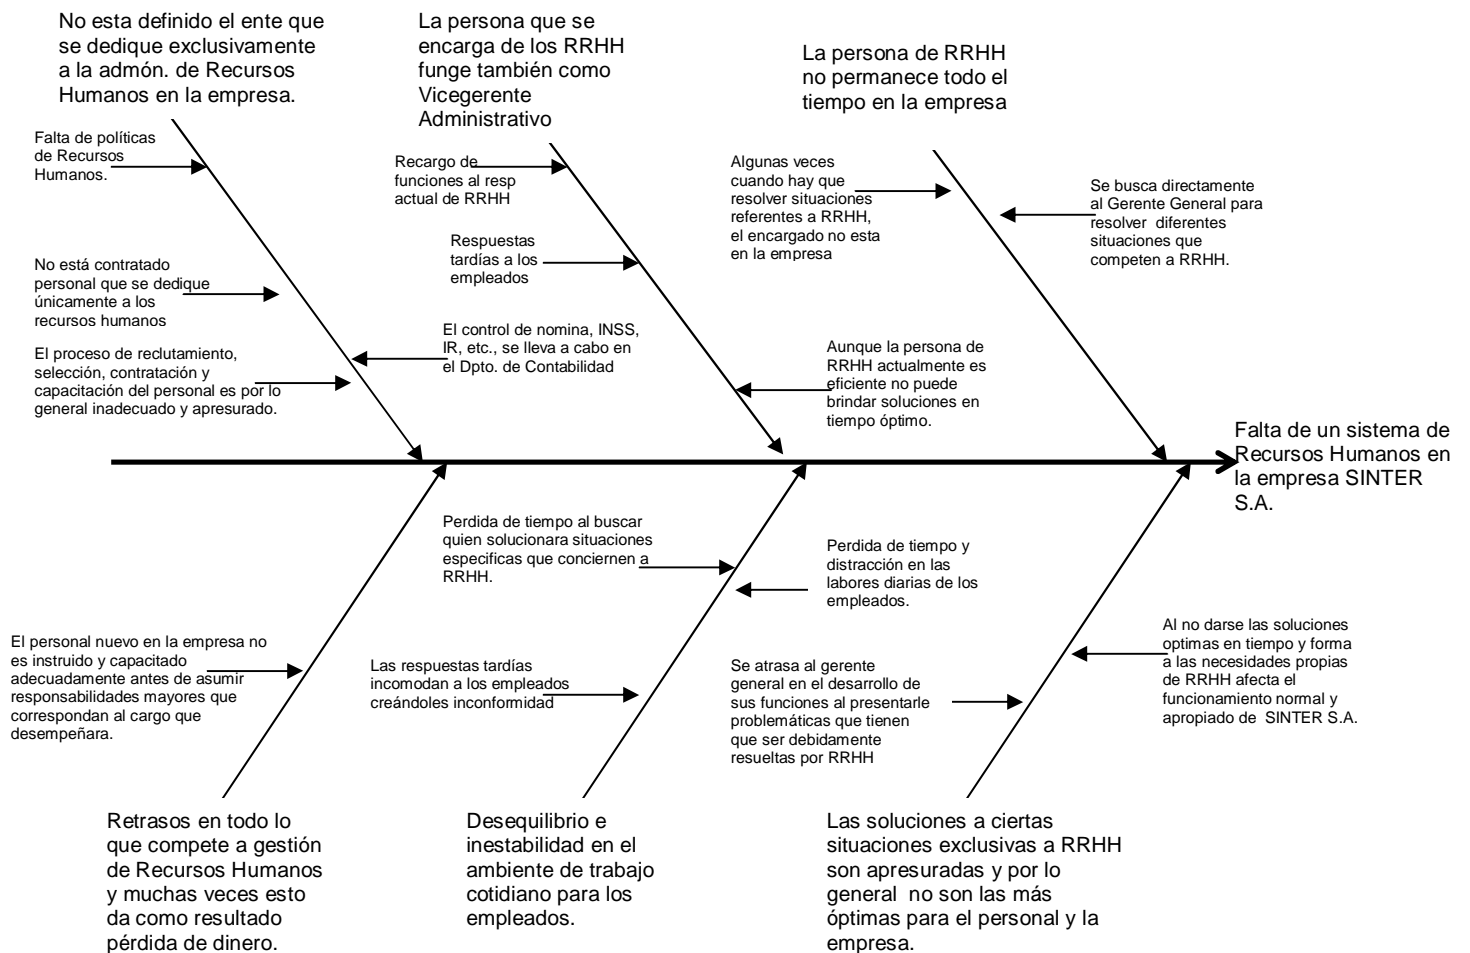 No esta definido el ente que
se dedique exclusivamente
a la admón. de Recursos
Humanos en la empresa.
La persona que se
encarga de los RRHH
funge también como
Vicegerente
Administrativo
La persona de RRHH
no permanece todo el
tiempo en la empresa
Falta de políticas
de Recursos
Humanos.
No está contratado
personal que se dedique
únicamente a los
recursos humanos
El proceso de reclutamiento,
selección, contratación y
capacitación del personal es por lo
general inadecuado y apresurado.
Recargo de
funciones al resp
actual de RRHH
Respuestas
tardías a los
empleados
El control de nomina, INSS,
IR, etc., se lleva a cabo en
el Dpto. de Contabilidad
Algunas veces
cuando hay que
resolver situaciones
referentes a RRHH,
el encargado no esta
en la empresa
Se busca directamente
al Gerente General para
resolver diferentes
situaciones que
competen a RRHH.
Aunque la persona de
RRHH actualmente es
eficiente no puede
brindar soluciones en
tiempo óptimo.
Falta de un sistema de
Recursos Humanos en
la empresa SINTER
S.A.
Perdida de tiempo al buscar
quien solucionara situaciones
especificas que conciernen a
RRHH.
Perdida de tiempo y
distracción en las
labores diarias de los
empleados.
El personal nuevo en la empresa no
es instruido y capacitado
adecuadamente antes de asumir
responsabilidades mayores que
correspondan al cargo que
desempeñara.
Las respuestas tardías
incomodan a los empleados
creándoles inconformidad
Se atrasa al gerente
general en el desarrollo de
sus funciones al presentarle
problemáticas que tienen
que ser debidamente
resueltas por RRHH
Al no darse las soluciones
optimas en tiempo y forma
a las necesidades propias
de RRHH afecta el
funcionamiento normal y
apropiado de SINTER S.A.
Retrasos en todo lo
que compete a gestión
de Recursos Humanos
y muchas veces esto
da como resultado
pérdida de dinero.
Desequilibrio e
inestabilidad en el
ambiente de trabajo
cotidiano para los
empleados.
Las soluciones a ciertas
situaciones exclusivas a RRHH
son apresuradas y por lo
general no son las más
óptimas para el personal y la
empresa.